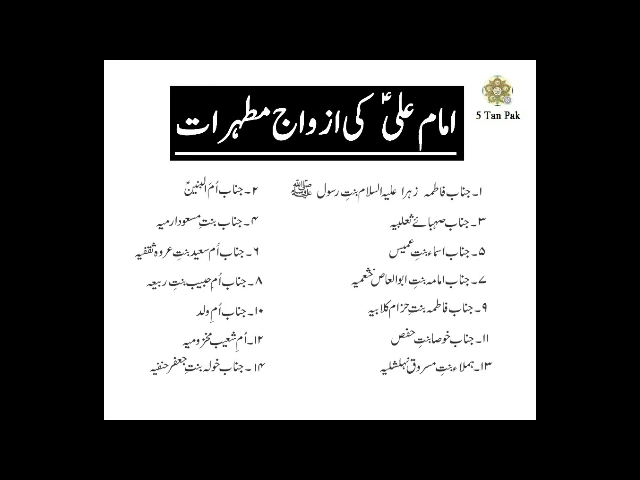 5 Tan Pak
امام علیؑ کی ازواج مطہرات
۱۔ جناب فاطمہ زہرا علیہ السلام بنتِ رسول ﷺ ۲۔ جناب اُم البنینؑ
۳۔ جناب صہبائے ثعلبیہ ۴۔ جناب بنتِ مسعود ارمیہ
۵۔ جناب اسماء بنتِ عمیس ۶۔ جناب اُم سعید بنتِ عروہ ثقفیہ
۷۔ جناب امامہ بنتِ ابوالعاص خثعمیہ ۸۔ جناب اُم حبیب بنتِ ربیعہ
۹۔ جناب فاطمہ بنتِ حزام کلابیہ ۱۰۔ جناب اُم ولد
۱۱۔ جناب خوصا بنتِ حفص ۱۲۔ اُم شعیب مخزومیہ
۱۳۔ ہملاء بنتِ مسروق نہلشلیہ ۱۴۔ جناب خولہ بنتِ جعفر حنفیہ